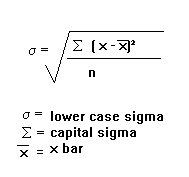 σ = √ Σ (x - x̅)²
n
σ = lower case sigma
Σ = capital sigma
x̅ = x bar